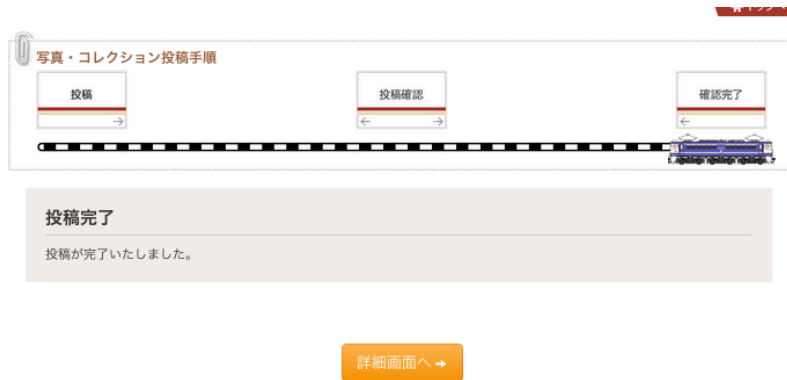 写真・コレクション投稿手順
投稿
投稿確認
確認完了
投稿完了
投稿が完了いたしました。
詳細画面へ